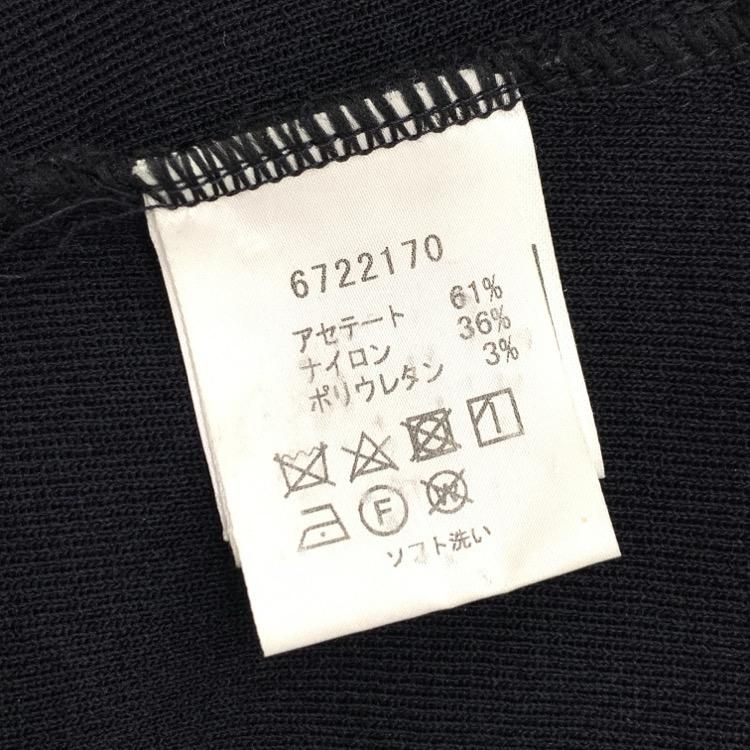 6722170
アセテート 61%
ナイロン 36%
ポリウレタン 3%
F W
ソフト洗い